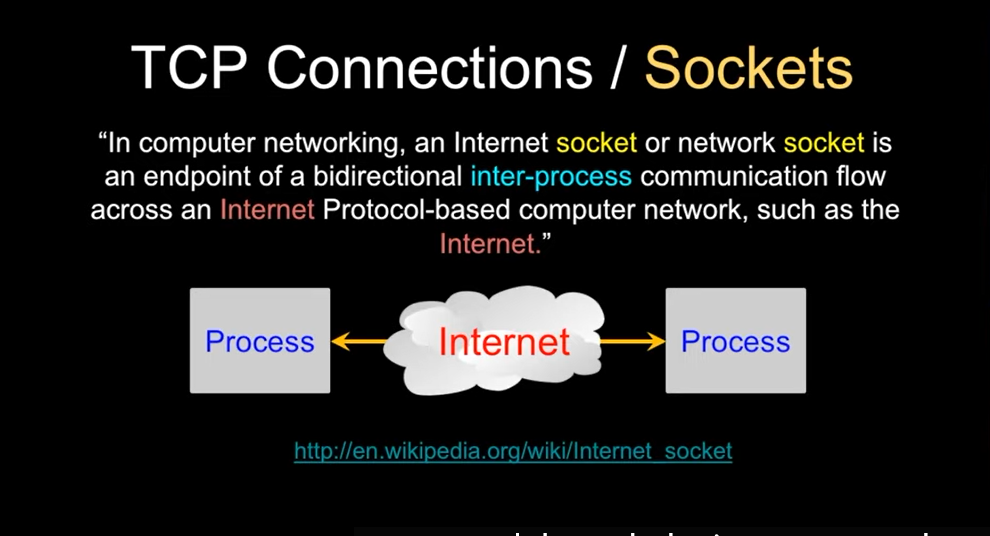 TCP Connections / Sockets
“In computer networking, an Internet socket or network socket is
an endpoint of a bidirectional inter-process communication flow
across an Internet Protocol-based computer network, such as the
Internet.”
Process
Internet
Process
http://en.wikipedia.org/wiki/Internet_socket